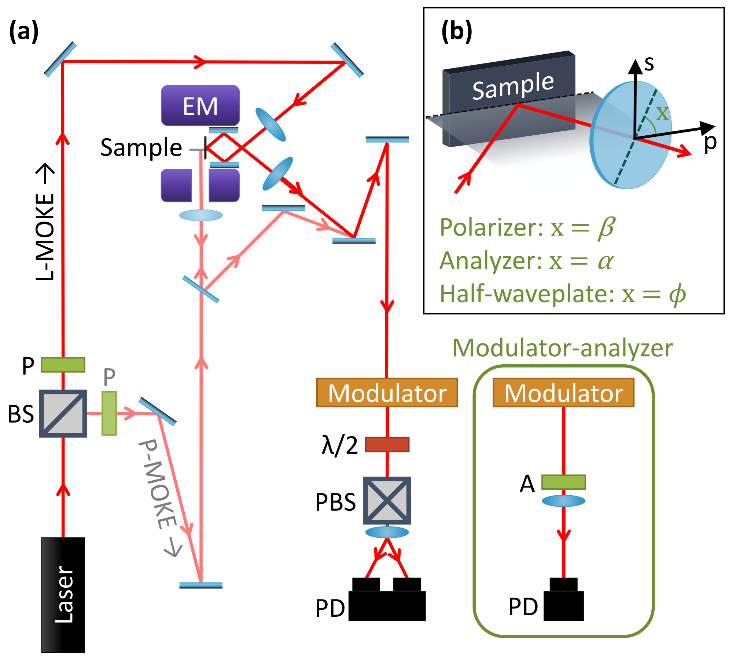 (a)
EM
Sample
L-MOKE →
P
P
BS
P-MOKE →
Laser
Modulator
λ/2
PBS
PD
(b)
Sample
s
x
p
Polarizer: x = β
Analyzer: x = α
Half-waveplate: x = ϕ
Modulator-analyzer
Modulator
A
PD